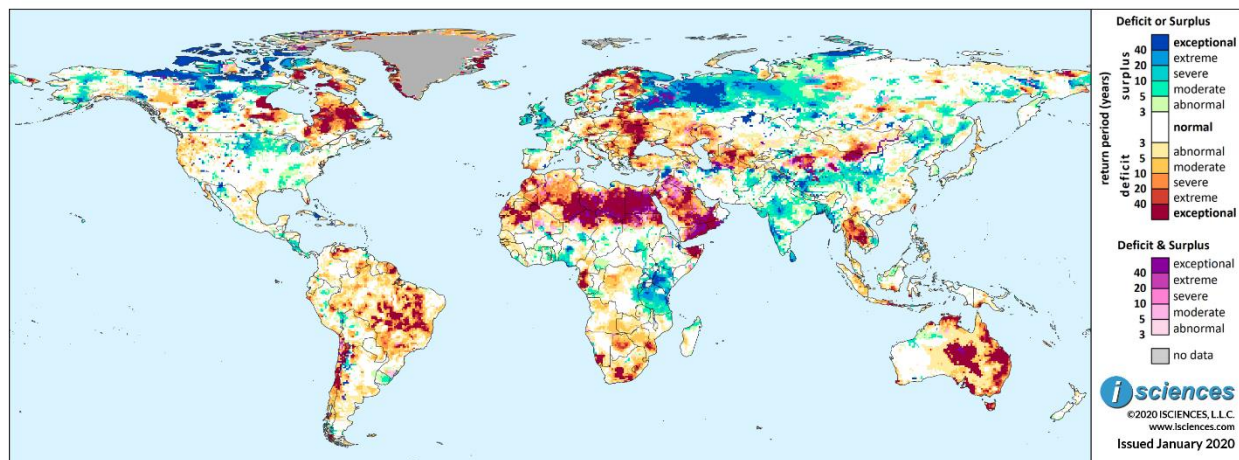 Deficit or Surplus
exceptional
40
extreme
20
severe
10
moderate
5
abnormal
3
normal
3
abnormal
5
moderate
10
severe
20
extreme
40
exceptional
return period (years)
surplus
deficit
Deficit & Surplus
exceptional
40
extreme
20
severe
10
moderate
5
abnormal
3
no data
i sciences
©2020 ISCIENCES, L.L.C.
www.isciences.com
Issued January 2020